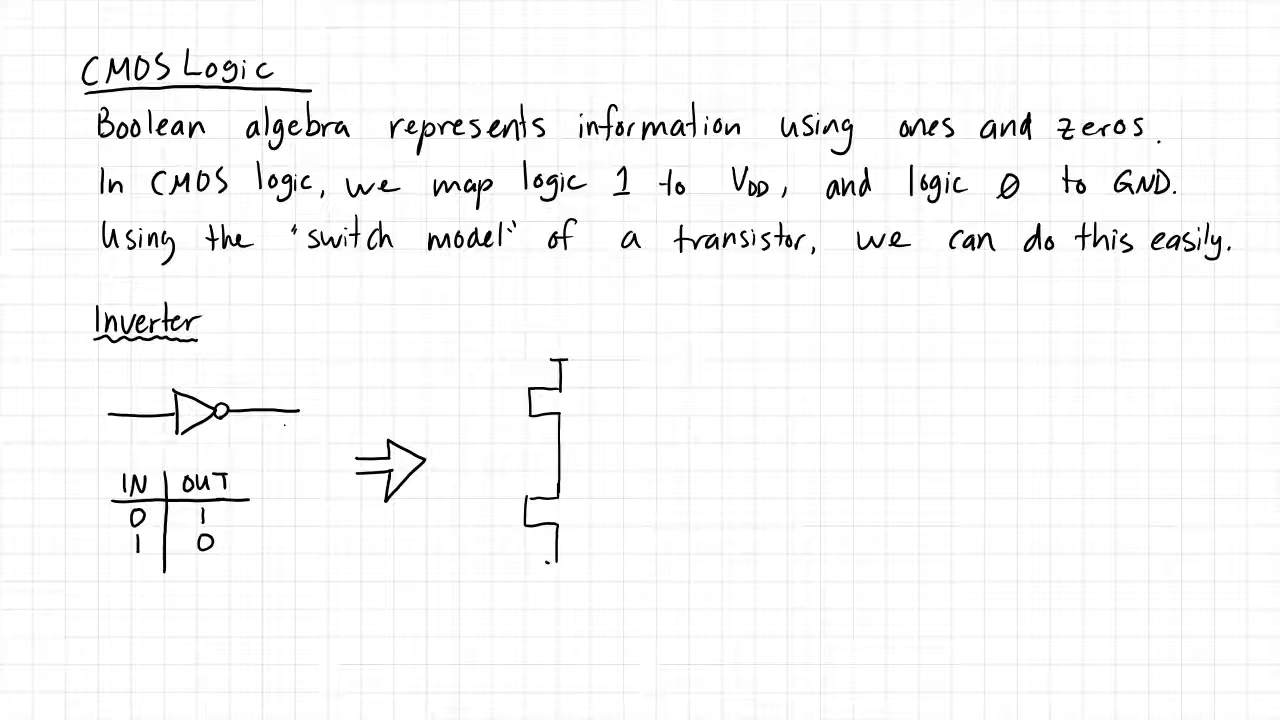 CMOS Logic
Boolean algebra represents information using ones and zeros.
In CMOS logic, we map logic 1 to VDD, and logic 0 to GND.
Using the "switch model" of a transistor, we can do this easily.
Inverter
IN OUT
0 1
1 0